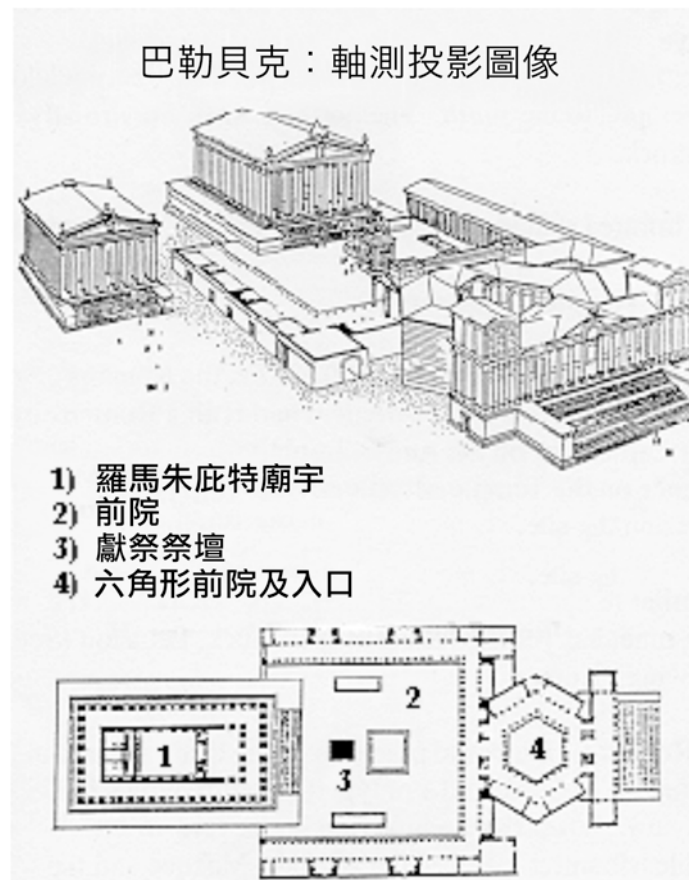 巴勒貝克：軸測投影圖像
1) 羅馬朱庇特廟宇
2) 前院
3) 獻祭祭壇
4) 六角形前院及入口
2
1
4
3